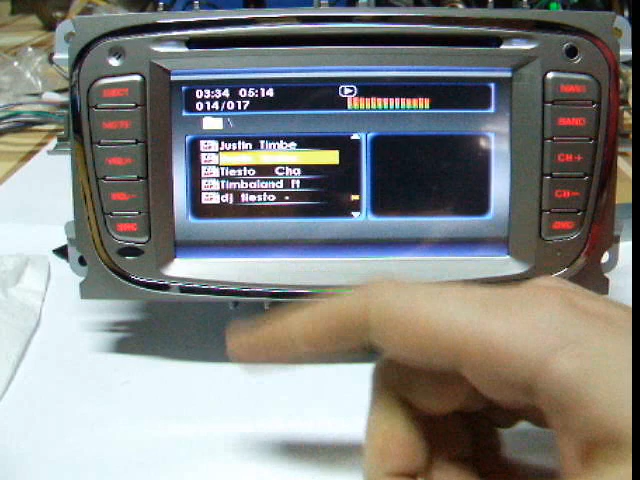 03:34 05:14
014/017
\
Justin Timbe
Tiesto Cha
Timbaland ft
dj tiesto -
EJECT
MUTE
VOL+
VOL-
SRC
NAVI
BAND
CH+
CH-
DVD